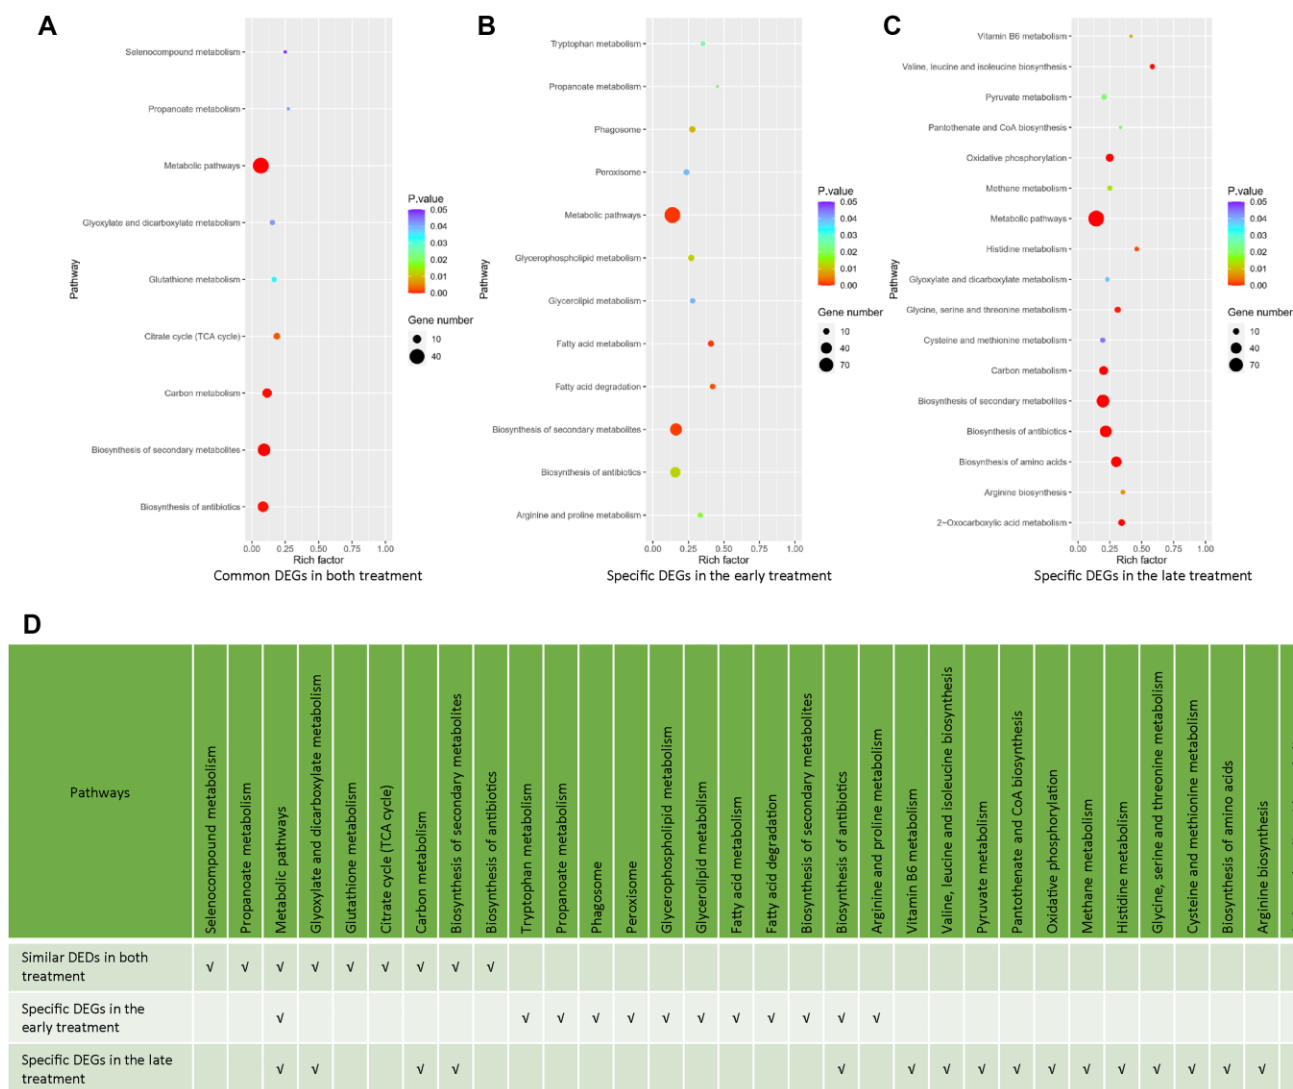 A
Selenocompound metabolism
Propanoate metabolism
Metabolic pathways
Glyoxylate and dicarboxylate metabolism
Glutathione metabolism
Citrate cycle (TCA cycle)
Carbon metabolism
Biosynthesis of secondary metabolites
Biosynthesis of antibiotics
Pathway
0.00 0.25 0.50 0.75 1.00
Rich factor
Common DEGs in both treatment
P.value
0.05
0.04
0.03
0.02
0.01
0.00
Gene number
10
40
B
Tryptophan metabolism
Propanoate metabolism
Phagosome
Peroxisome
Metabolic pathways
Glycerophospholipid metabolism
Glycerolipid metabolism
Fatty acid metabolism
Fatty acid degradation
Biosynthesis of secondary metabolites
Biosynthesis of antibiotics
Arginine and proline metabolism
Pathway
0.00 0.25 0.50 0.75 1.00
Rich factor
Specific DEGs in the early treatment
P.value
0.05
0.04
0.03
0.02
0.01
0.00
Gene number
10
40
70
C
Vitamin B6 metabolism
Valine, leucine and isoleucine biosynthesis
Pyruvate metabolism
Pantothenate and CoA biosynthesis
Oxidative phosphorylation
Methane metabolism
Metabolic pathways
Histidine metabolism
Glyoxylate and dicarboxylate metabolism
Glycine, serine and threonine metabolism
Cysteine and methionine metabolism
Carbon metabolism
Biosynthesis of secondary metabolites
Biosynthesis of antibiotics
Biosynthesis of amino acids
Arginine biosynthesis
2-Oxocarboxylic acid metabolism
Pathway
0.00 0.25 0.50 0.75 1.00
Rich factor
Specific DEGs in the late treatment
P.value
0.05
0.04
0.03
0.02
0.01
0.00
Gene number
10
40
70
D
Pathways
Selenocompound metabolism
Propanoate metabolism
Metabolic pathways
Glyoxylate and dicarboxylate metabolism
Glutathione metabolism
Citrate cycle (TCA cycle)
Carbon metabolism
Biosynthesis of secondary metabolites
Biosynthesis of antibiotics
Tryptophan metabolism
Propanoate metabolism
Phagosome
Peroxisome
Glycerophospholipid metabolism
Glycerolipid metabolism
Fatty acid metabolism
Fatty acid degradation
Biosynthesis of secondary metabolites
Biosynthesis of antibiotics
Arginine and proline metabolism
Vitamin B6 metabolism
Valine, leucine and isoleucine biosynthesis
Pyruvate metabolism
Pantothenate and CoA biosynthesis
Oxidative phosphorylation
Methane metabolism
Histidine metabolism
Glycine, serine and threonine metabolism
Cysteine and methionine metabolism
Biosynthesis of amino acids
Arginine biosynthesis
Similar DEDs in both
treatment
√ √ √ √ √ √ √ √ √
Specific DEGs in the
early treatment
√ √ √ √ √ √ √ √ √ √ √ √
Specific DEGs in the late
treatment
√ √ √ √ √ √ √ √ √ √ √ √ √ √ √ √